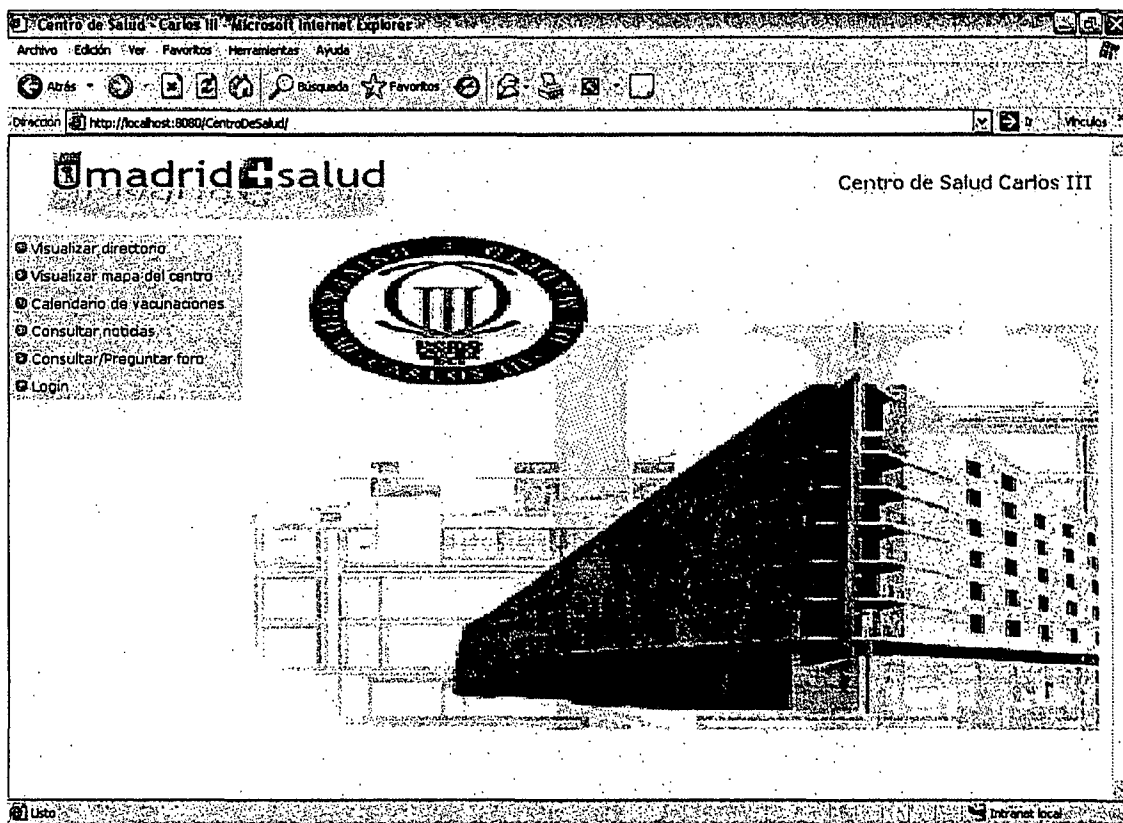 Centro de Salud - Carlos III - Microsoft Internet Explorer
Archivo Edición Ver Favoritos Herramientas Ayuda
Atrás Búsqueda Favoritos
Dirección http://localhost:8080/CentroDeSalud/ Ir Vínculos
madrid salud
Centro de Salud Carlos III
Visualizar directorio
Visualizar mapa del centro
Calendario de vacunaciones
Consultar noticias
Consultar/Preguntar foro
Login
III
Listo Intranet local